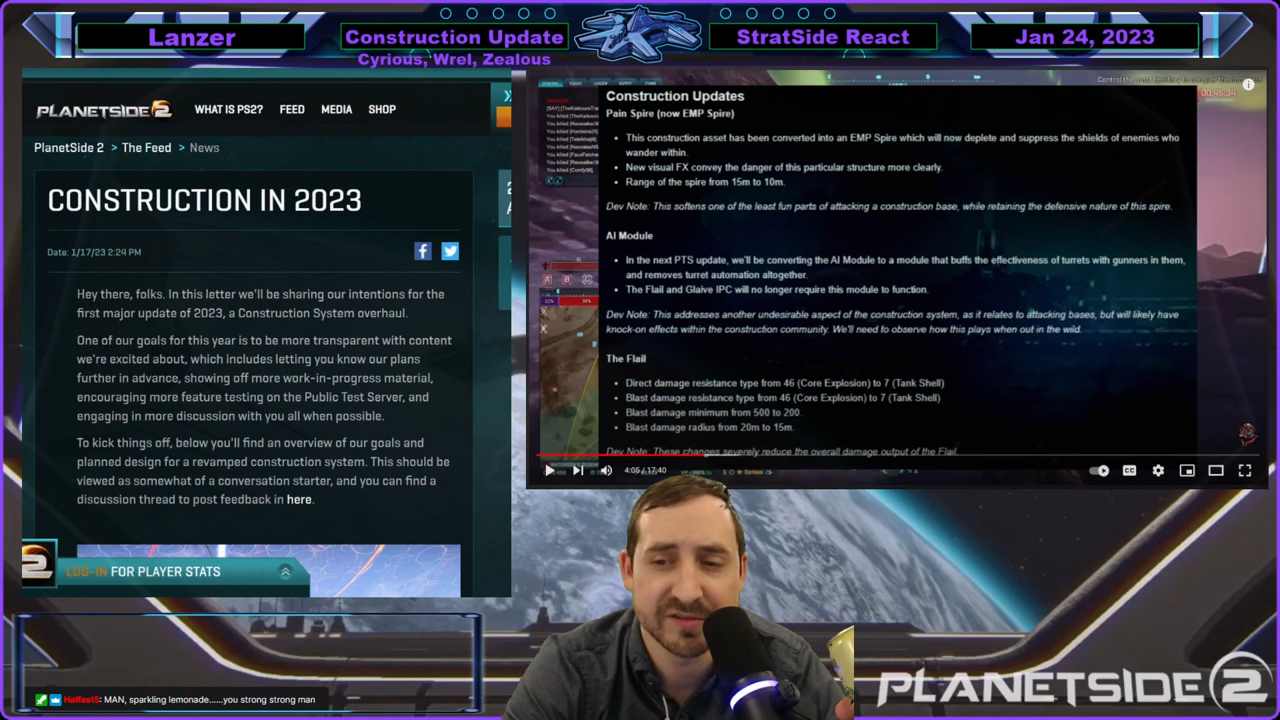 Lanzer
Construction Update
StratSide React
Jan 24, 2023
Cyrious, Wrel, Zealous
PLANETSIDE 2
WHAT IS PS2?
FEED
MEDIA
SHOP
PlanetSide 2 > The Feed > News
CONSTRUCTION IN 2023
Date: 1/17/23 2:24 PM
Hey there, folks. In this letter we'll be sharing our intentions for the
first major update of 2023, a Construction System overhaul.
One of our goals for this year is to be more transparent with content
we're excited about, which includes letting you know our plans
further in advance, showing off more work-in-progress material,
encouraging more feature testing on the Public Test Server, and
engaging in more discussion with you all when possible.
To kick things off, below you'll find an overview of our goals and
planned design for a revamped construction system. This should be
viewed as somewhat of a conversation starter, and you can find a
discussion thread to post feedback in here.
LOG-IN FOR PLAYER STATS
Construction Updates
Pain Spire (now EMP Spire)
• This construction asset has been converted into an EMP Spire which will now deplete and suppress the shields of enemies who
wander within.
• New visual FX convey the danger of this particular structure more clearly.
• Range of the spire from 15m to 10m.
Dev Note: This softens one of the least fun parts of attacking a construction base, while retaining the defensive nature of this spire.
AI Module
• In the next PTS update, we'll be converting the AI Module to a module that buffs the effectiveness of turrets with gunners in them,
and removes turret automation altogether.
• The Flail and Glaive IPC will no longer require this module to function.
Dev Note: This addresses another undesirable aspect of the construction system, as it relates to attacking bases, but will likely have
knock-on effects within the construction community. We'll need to observe how this plays when out in the wild.
The Flail
• Direct damage resistance type from 46 (Core Explosion) to 7 (Tank Shell)
• Blast damage resistance type from 46 (Core Explosion) to 7 (Tank Shell)
• Blast damage minimum from 500 to 200.
• Blast damage radius from 20m to 15m.
Dev Note: These changes severely reduce the overall damage output of the Flail.
4:05 / 17:40
CC
Halfast5: MAN, sparkling lemonade......you strong strong man
PLANETSIDE 2